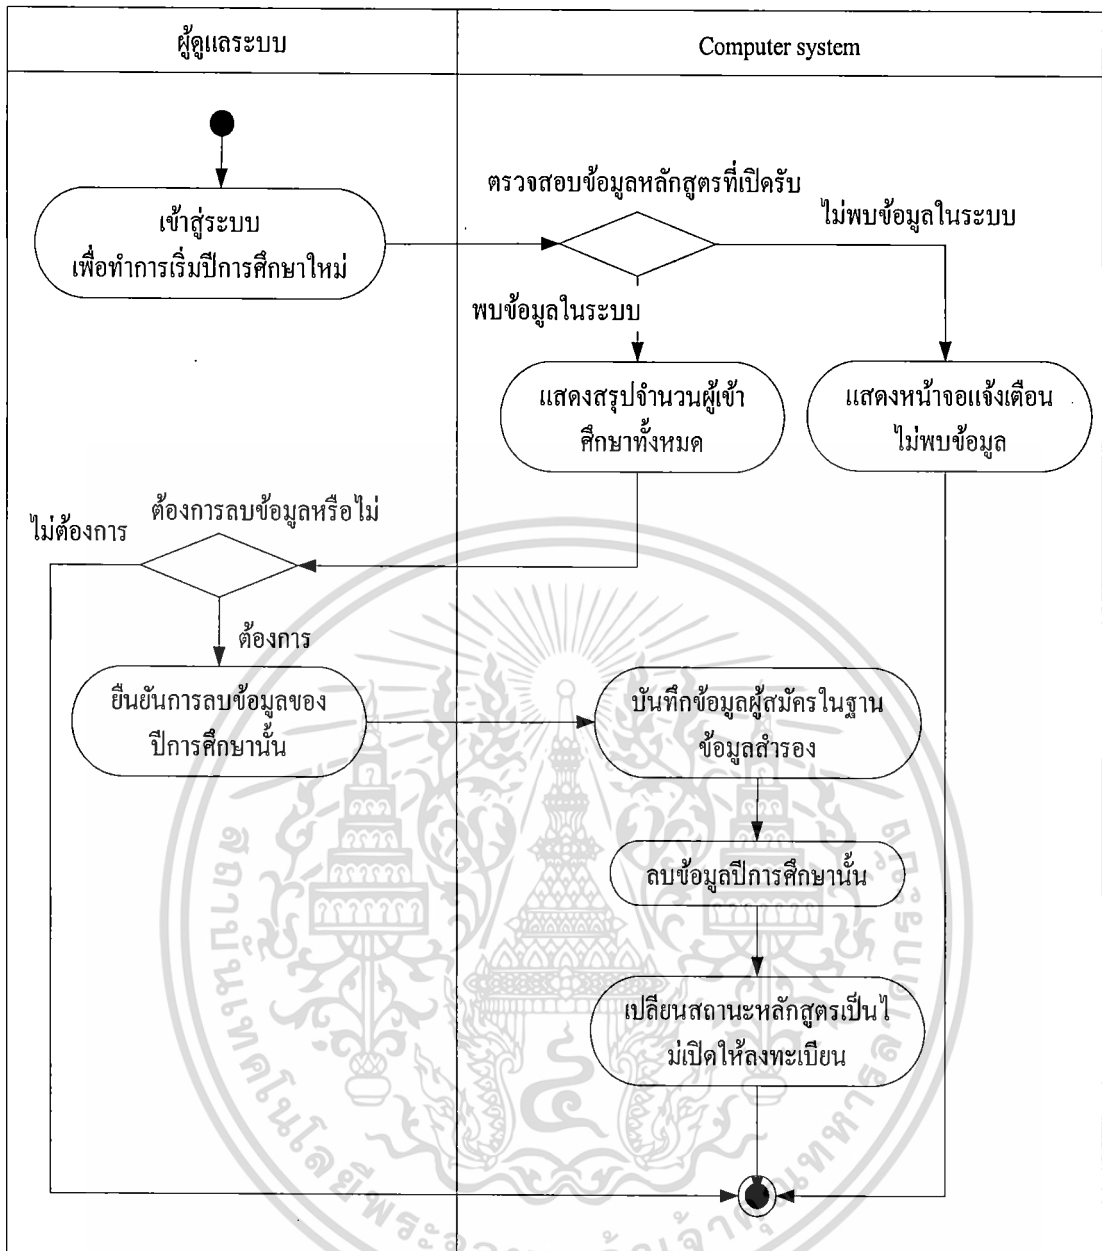 ผู้ดูแลระบบ
Computer system
ตรวจสอบข้อมูลหลักสูตรที่เปิดรับ
ไม่พบข้อมูลในระบบ
เข้าสู่ระบบ
เพื่อทำการเริ่มปีการศึกษาใหม่
พบข้อมูลในระบบ
แสดงสรุปจำนวนผู้เข้า
ศึกษาทั้งหมด
แสดงหน้าจอแจ้งเตือน
ไม่พบข้อมูล
ต้องการลบข้อมูลหรือไม่
ไม่ต้องการ
ต้องการ
ยืนยันการลบข้อมูลของ
ปีการศึกษานั้น
บันทึกข้อมูลผู้สมัครในฐาน
ข้อมูลสำรอง
ลบข้อมูลปีการศึกษานั้น
เปลี่ยนสถานะหลักสูตรเป็นไ
ม่เปิดให้ลงทะเบียน